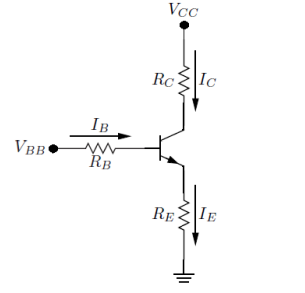 V_CC
R_C I_C
I_B
V_BB
R_B
R_E I_E